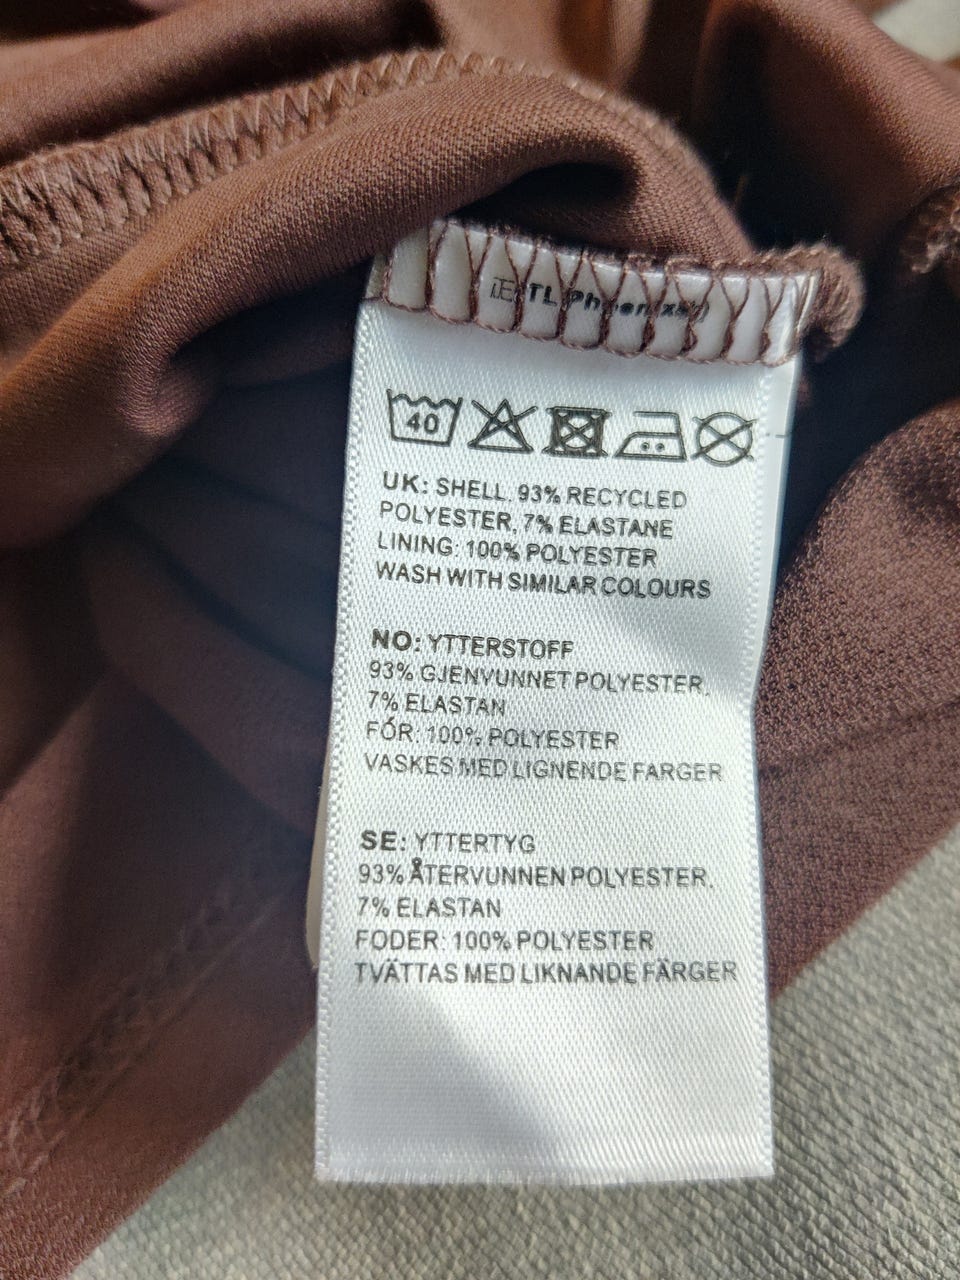 40
UK: SHELL. 93% RECYCLED
POLYESTER, 7% ELASTANE
LINING: 100% POLYESTER
WASH WITH SIMILAR COLOURS
NO: YTTERSTOFF
93% GJENVUNNET POLYESTER,
7% ELASTAN
FÓR: 100% POLYESTER
VASKES MED LIGNENDE FARGER
SE: YTTERTYG
93% ÅTERVUNNEN POLYESTER,
7% ELASTAN
FODER: 100% POLYESTER
TVÄTTAS MED LIKNANDE FÄRGER